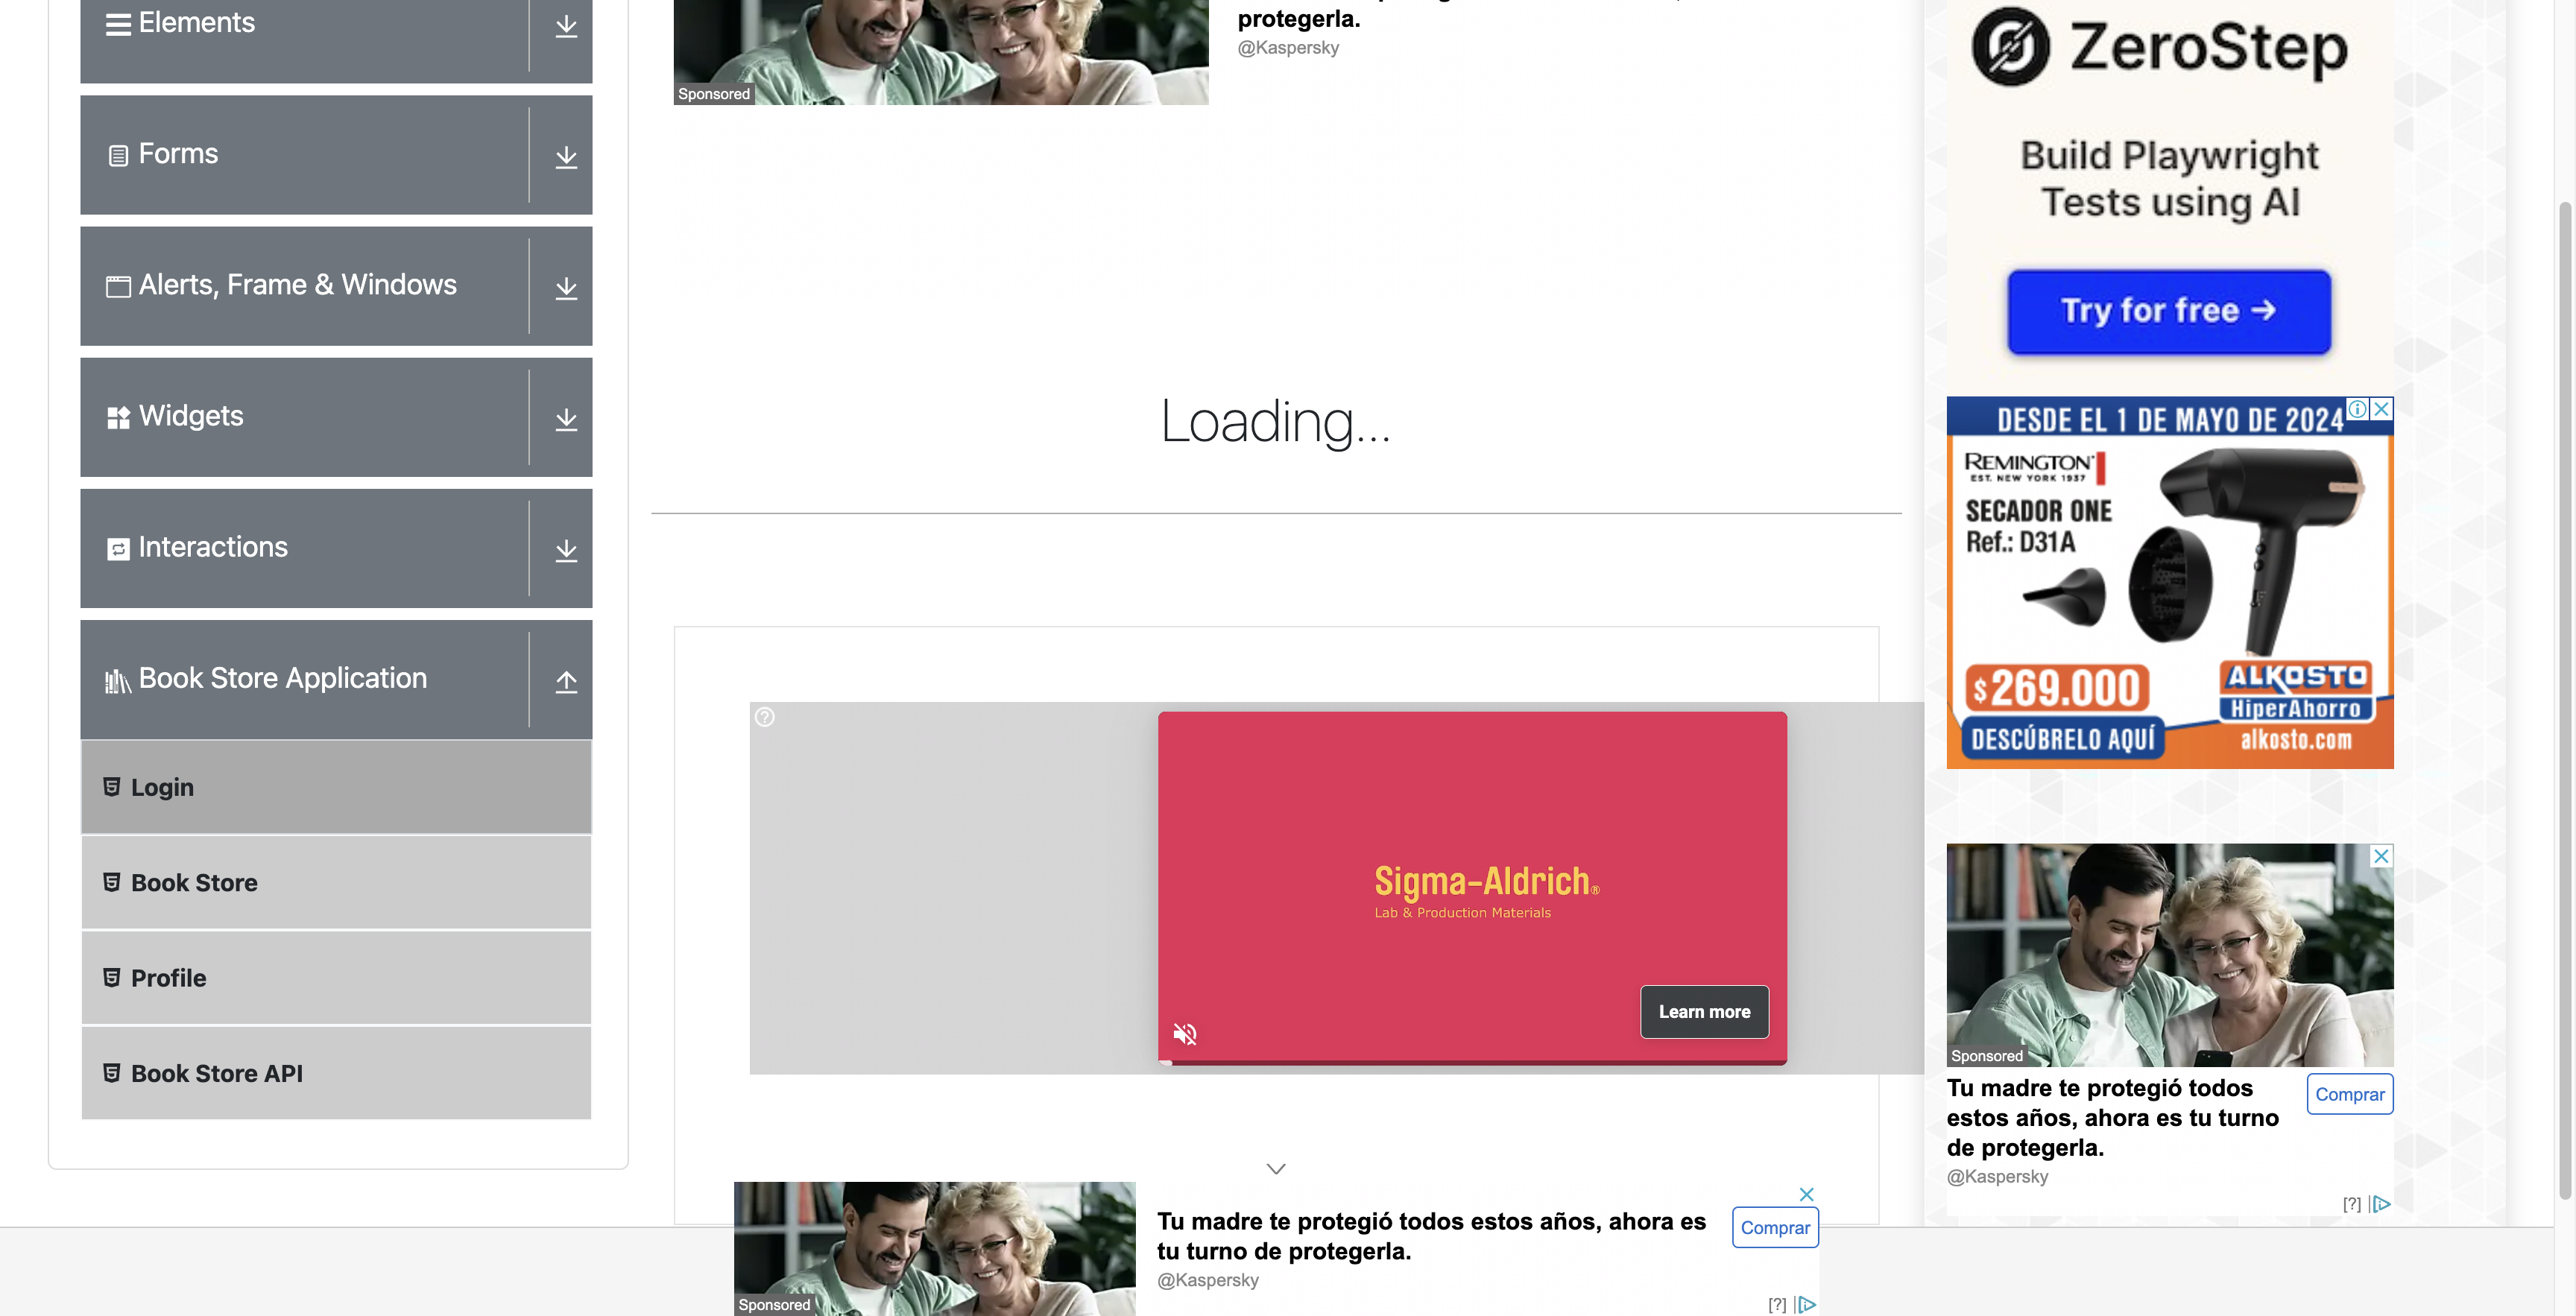 Elements
Forms
Alerts, Frame & Windows
Widgets
Interactions
Book Store Application
Login
Book Store
Profile
Book Store API
protegerla.
@Kaspersky
Sponsored
Loading...
Sigma-Aldrich®
Lab & Production Materials
Learn more
Tu madre te protegió todos estos años, ahora es
tu turno de protegerla.
@Kaspersky
Comprar
Sponsored
[?]
ZeroStep
Build Playwright
Tests using AI
Try for free →
DESDE EL 1 DE MAYO DE 2024
REMINGTON
EST. NEW YORK 1937
SECADOR ONE
Ref.: D31A
$269.000
DESCÚBRELO AQUÍ
ALKOSTO
HiperAhorro
alkosto.com
Sponsored
Tu madre te protegió todos
estos años, ahora es tu turno
de protegerla.
@Kaspersky
Comprar
[?]